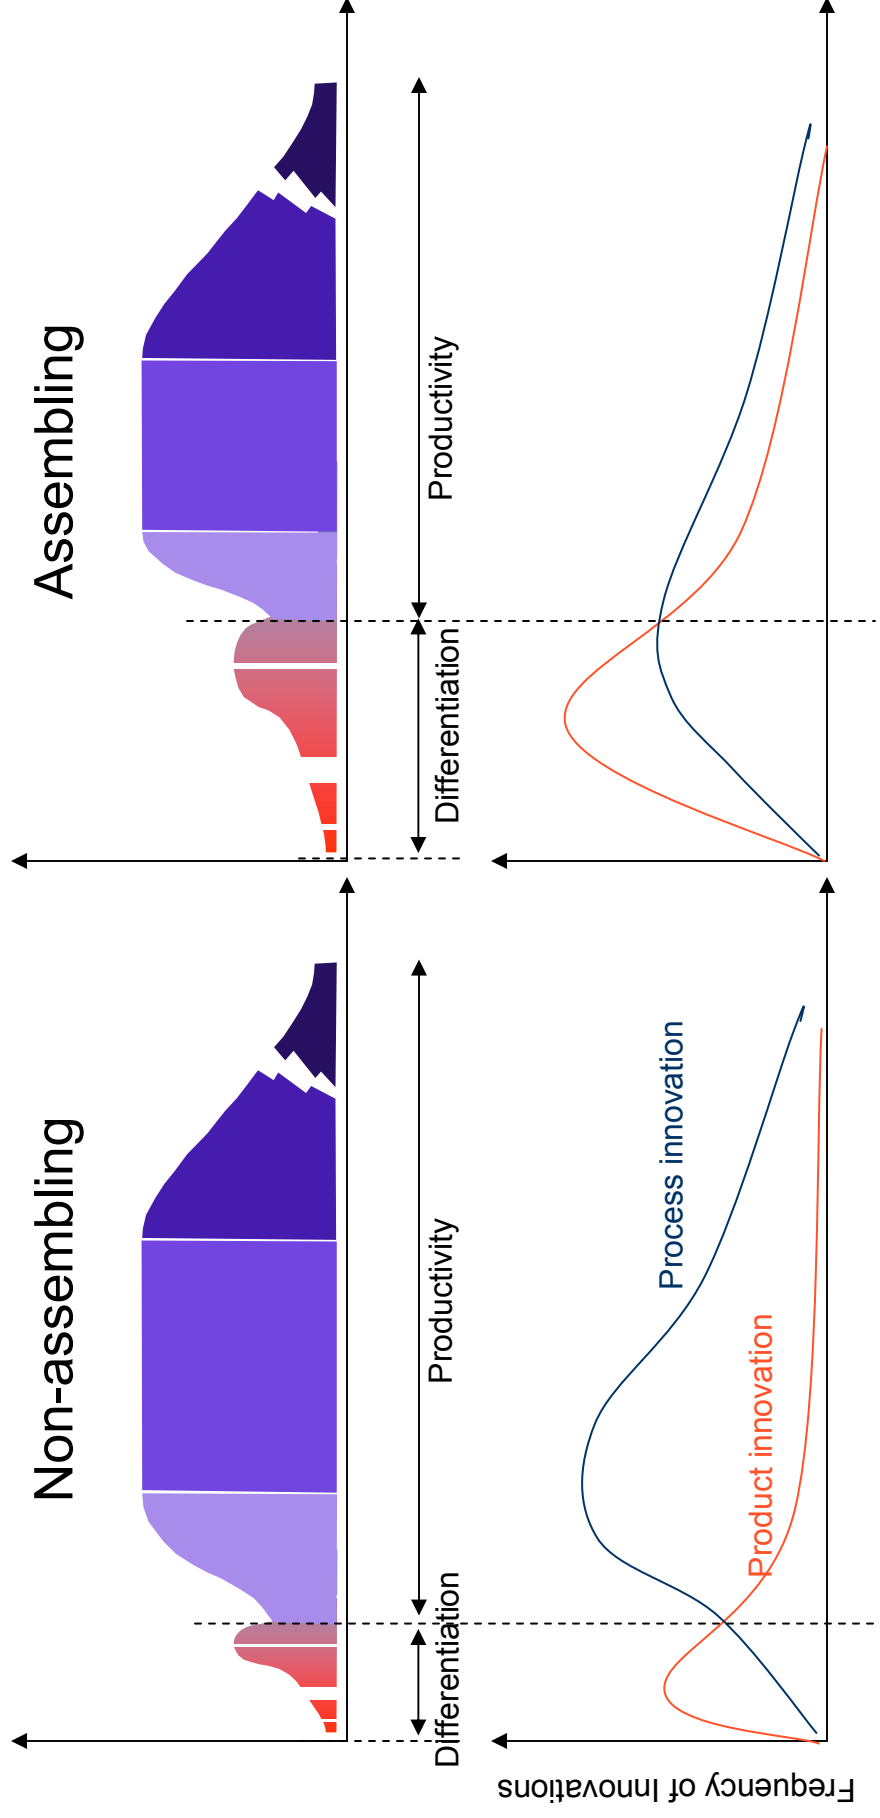 Non-assembling
Assembling
Differentiation
Productivity
Differentiation
Productivity
Frequency of Innovations
Process innovation
Product innovation